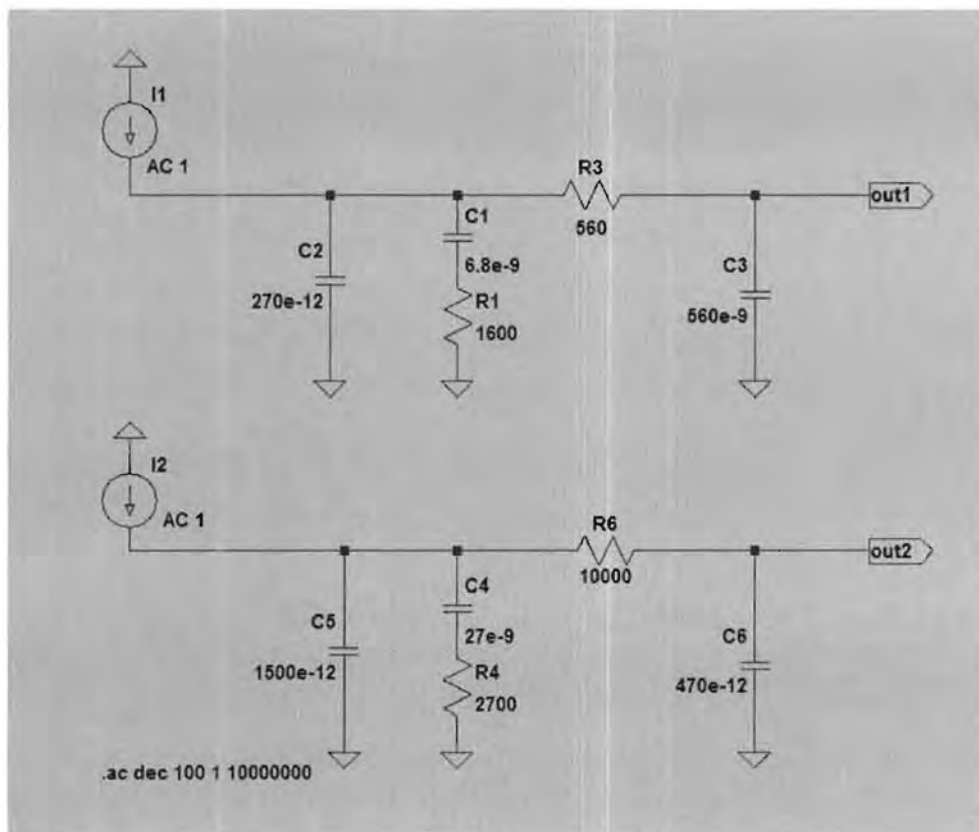 I1
AC 1
R3
560
out1
C1
6.8e-9
C2
270e-12
R1
1600
C3
560e-9
I2
AC 1
R6
10000
out2
C4
27e-9
C5
1500e-12
R4
2700
C6
470e-12
.ac dec 100 1 10000000